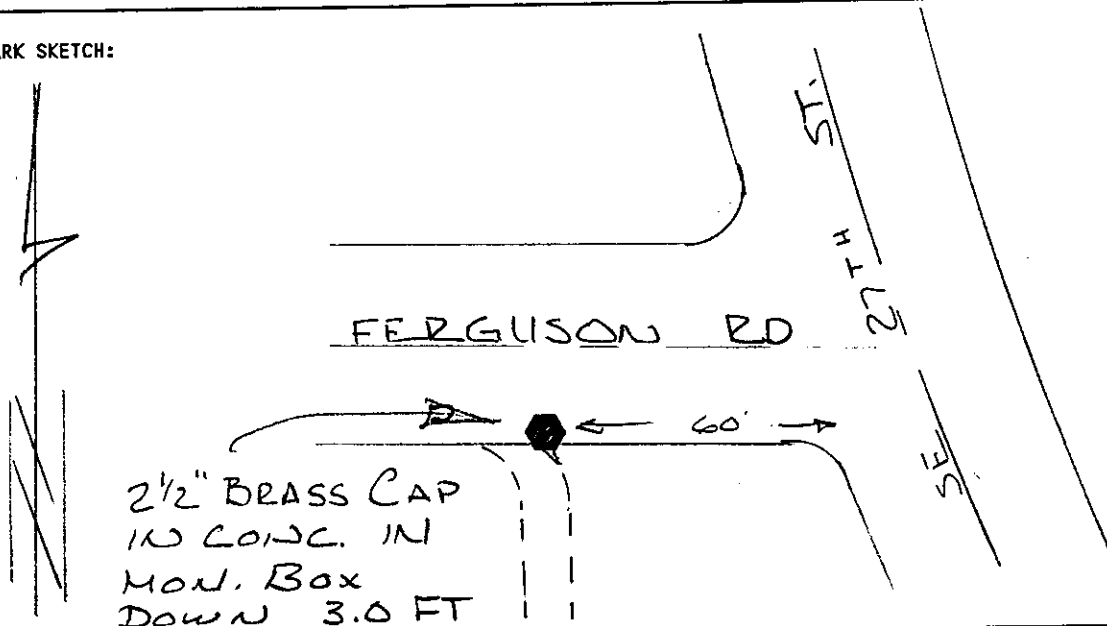 ARK SKETCH:
SE 27TH ST.
FERGUSON RD
60'
2½" BRASS CAP
IN CONC. IN
MON. BOX
DOWN 3.0 FT